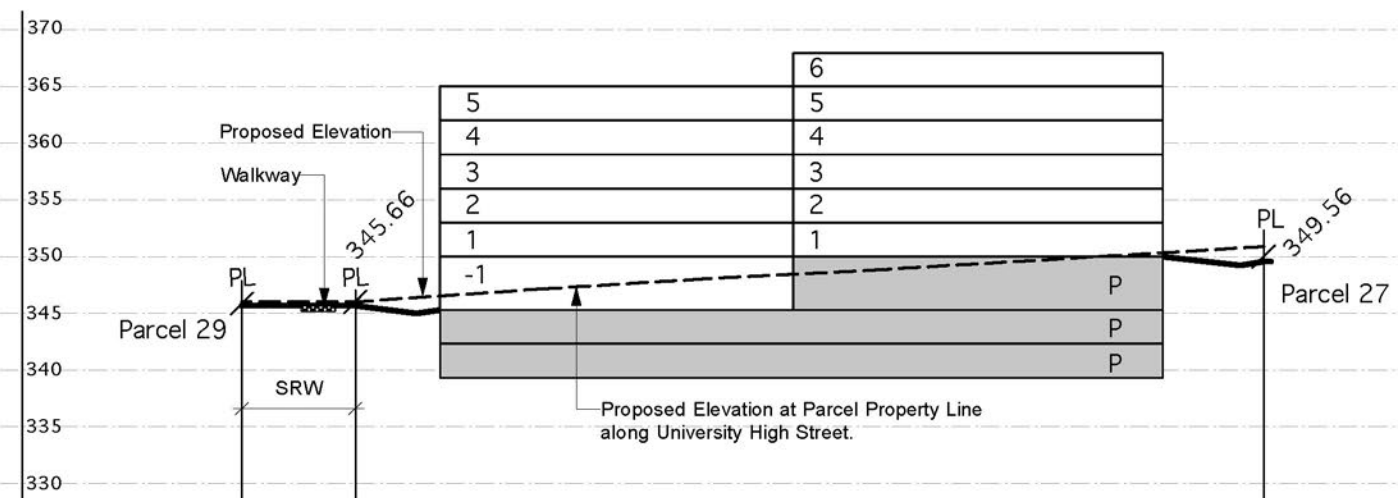 370
365
360
355
350
345
340
335
330
Proposed Elevation
Walkway
345.66
PL
PL
Parcel 29
SRW
5
4
3
2
1
-1
6
5
4
3
2
1
P
P
P
PL
349.56
Parcel 27
Proposed Elevation at Parcel Property Line
along University High Street.